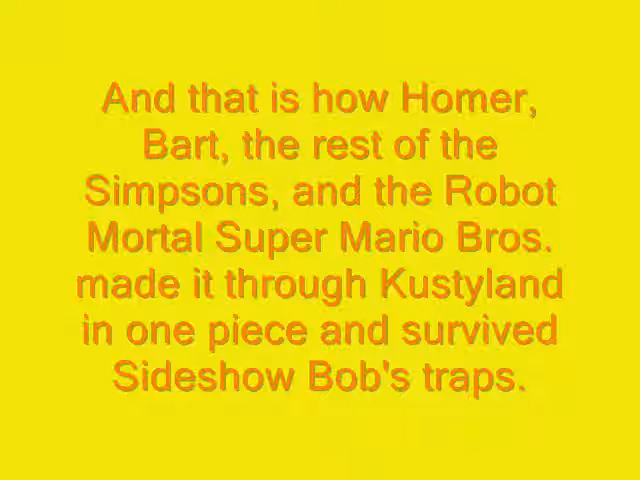 And that is how Homer,
Bart, the rest of the
Simpsons, and the Robot
Mortal Super Mario Bros.
made it through Kustyland
in one piece and survived
Sideshow Bob's traps.